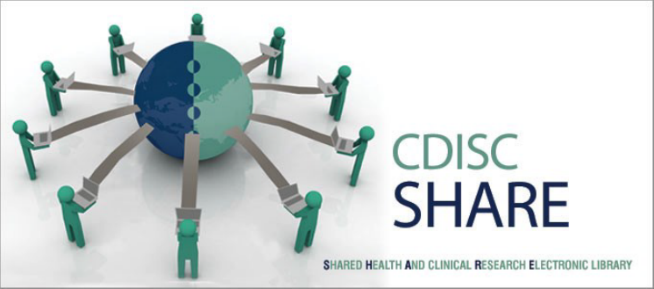 CDISC
SHARE
SHARED HEALTH AND CLINICAL RESEARCH ELECTRONIC LIBRARY